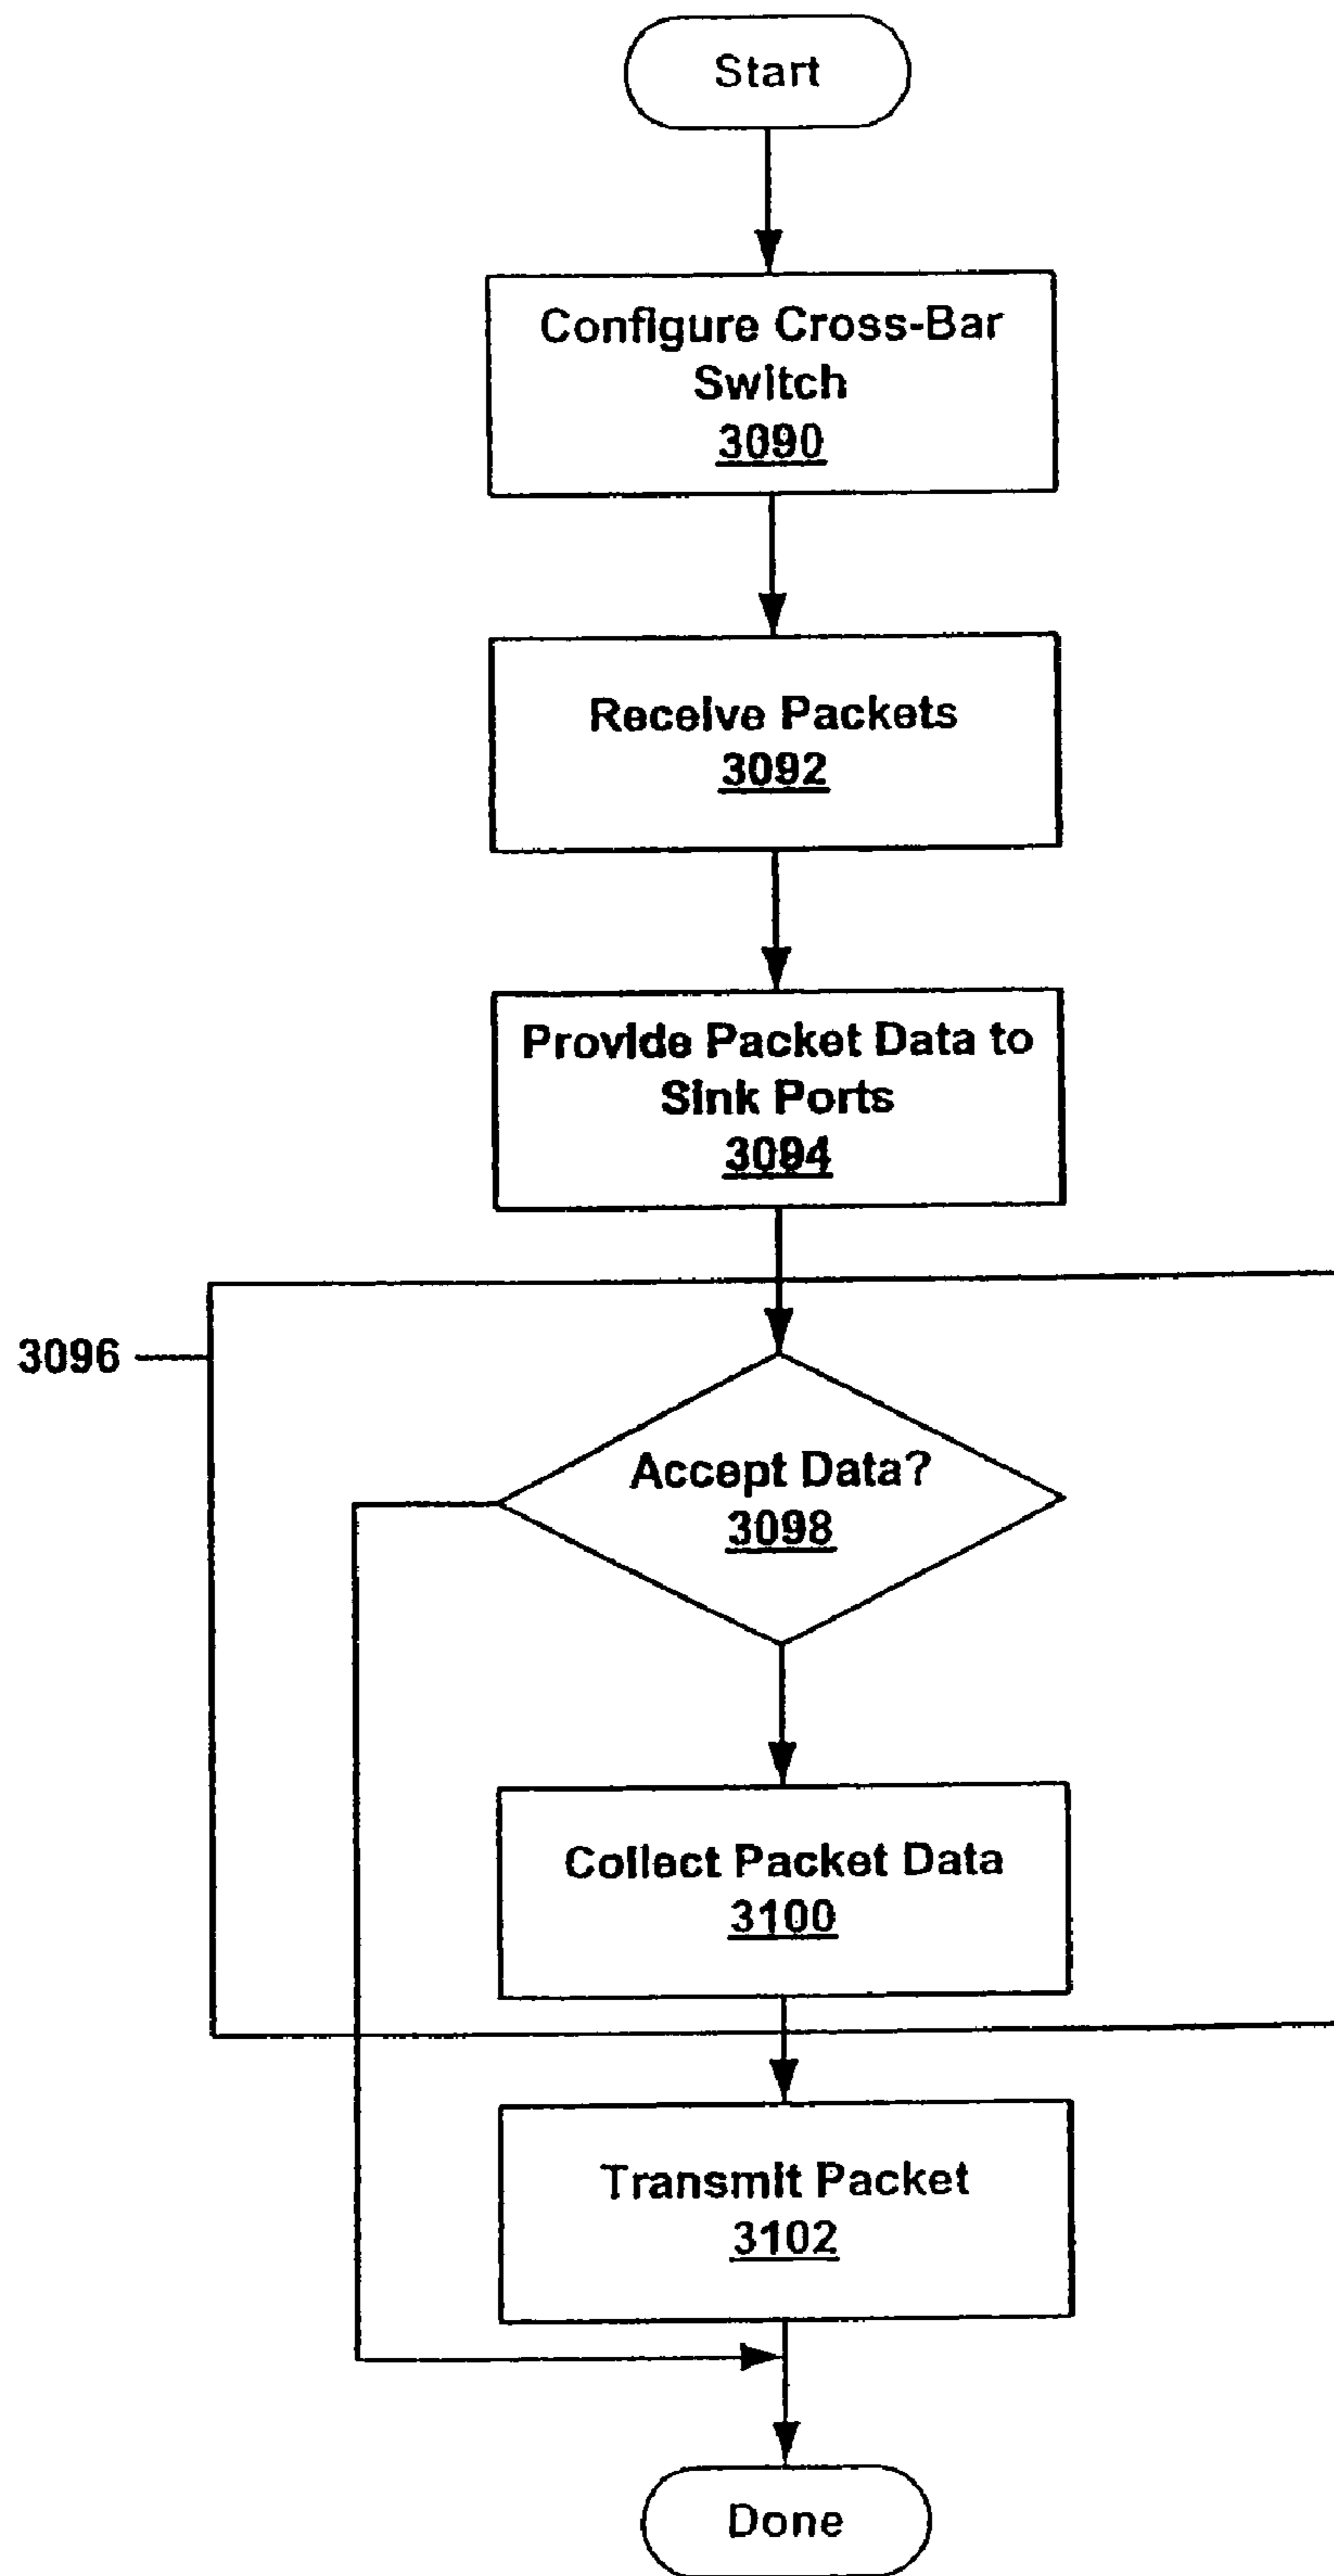 Start
Configure Cross-Bar
Switch
3090
Receive Packets
3092
Provide Packet Data to
Sink Ports
3094
3096
Accept Data?
3098
Collect Packet Data
3100
Transmit Packet
3102
Done